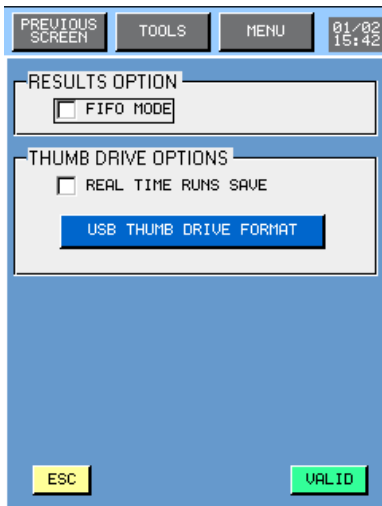 PREVIOUS SCREEN
TOOLS
MENU
01/02
15:42
RESULTS OPTION
FIFO MODE
THUMB DRIVE OPTIONS
REAL TIME RUNS SAVE
USB THUMB DRIVE FORMAT
ESC
VALID